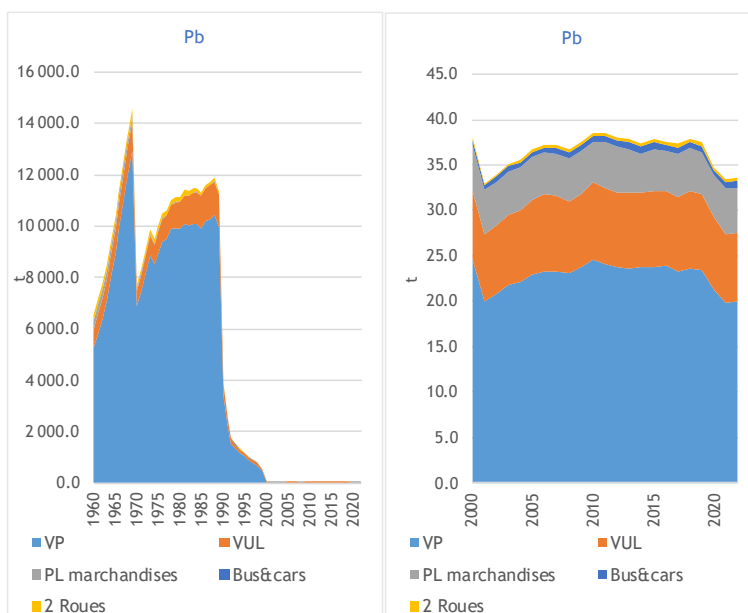 Pb
t
16 000.0
14 000.0
12 000.0
10 000.0
8 000.0
6 000.0
4 000.0
2 000.0
0.0
1960
1965
1970
1975
1980
1985
1990
1995
2000
2005
2010
2015
2020
VP
VUL
PL marchandises
Bus&cars
2 Roues
Pb
t
45.0
40.0
35.0
30.0
25.0
20.0
15.0
10.0
5.0
0.0
2000
2005
2010
2015
2020
VP
VUL
PL marchandises
Bus&cars
2 Roues